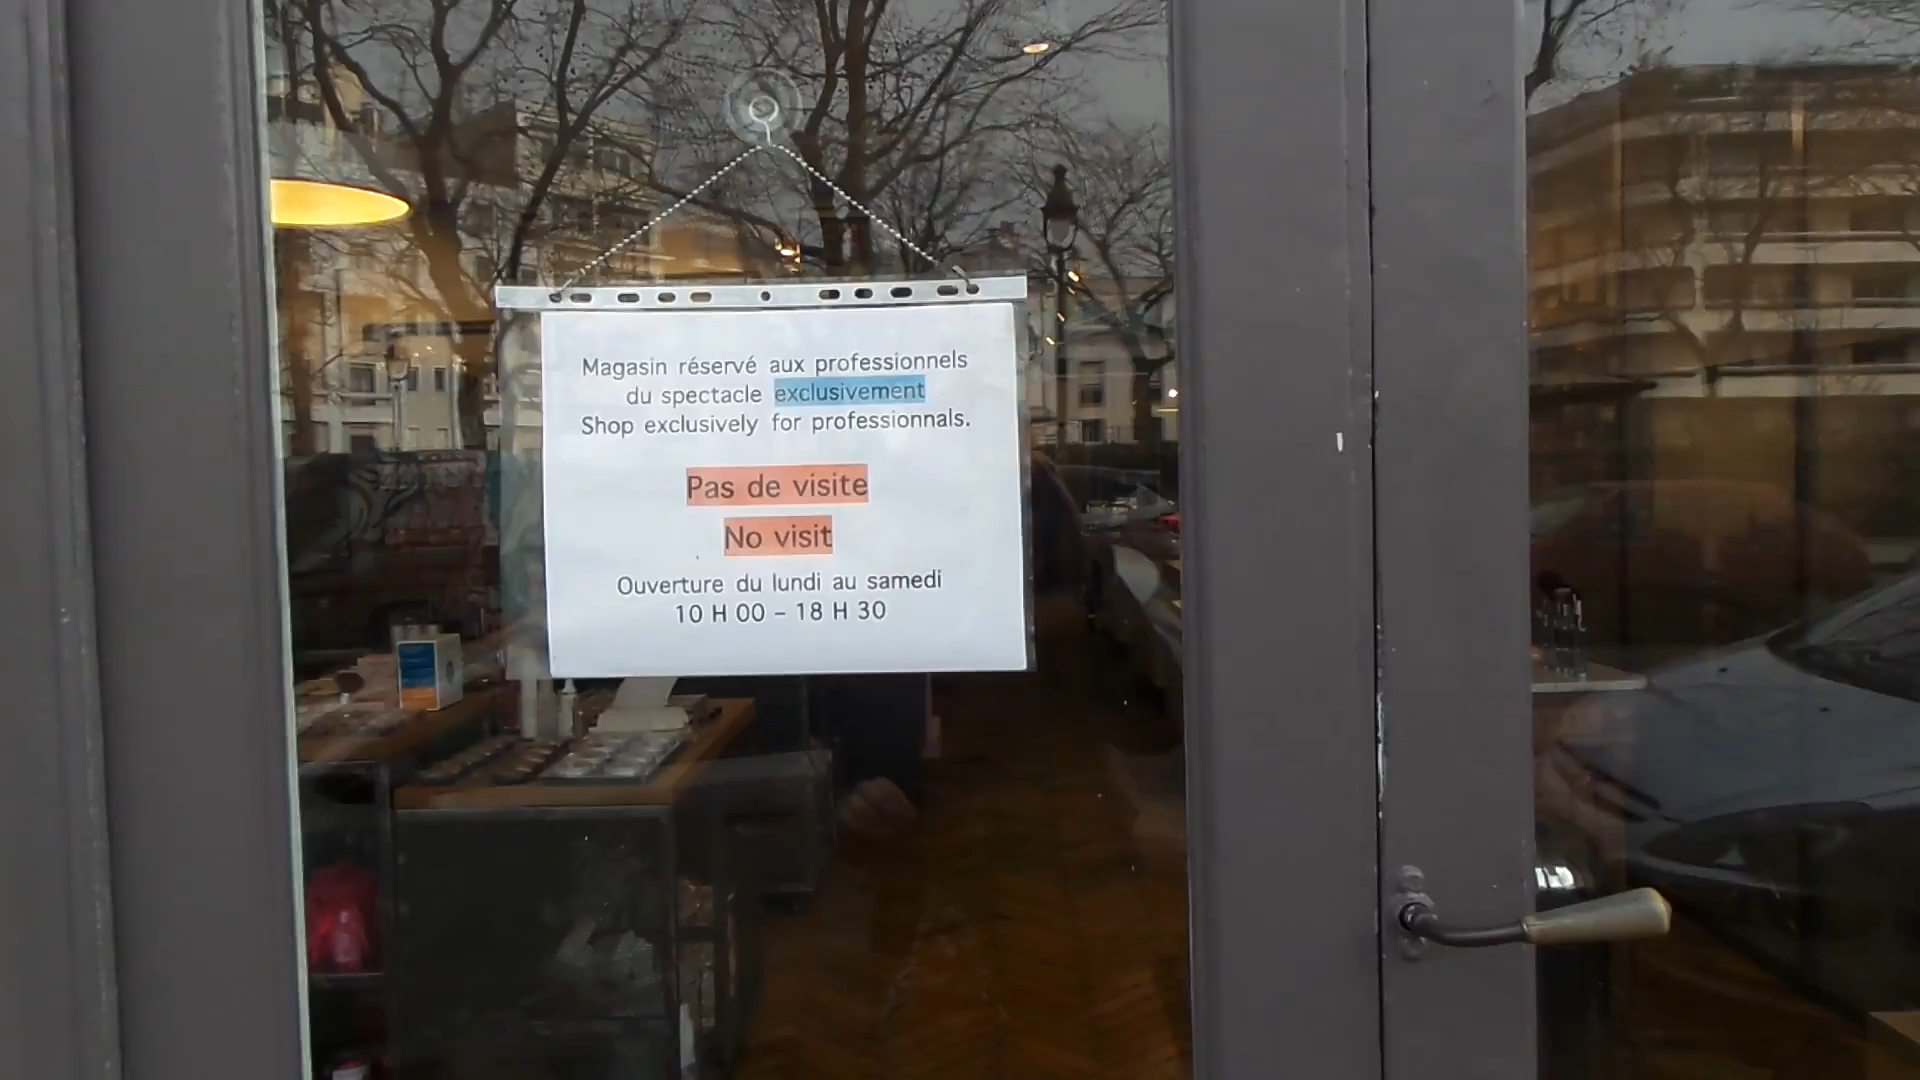 Magasin réservé aux professionnels
du spectacle exclusivement
Shop exclusively for professionnals.
Pas de visite
No visit
Ouverture du lundi au samedi
10 H 00 – 18 H 30